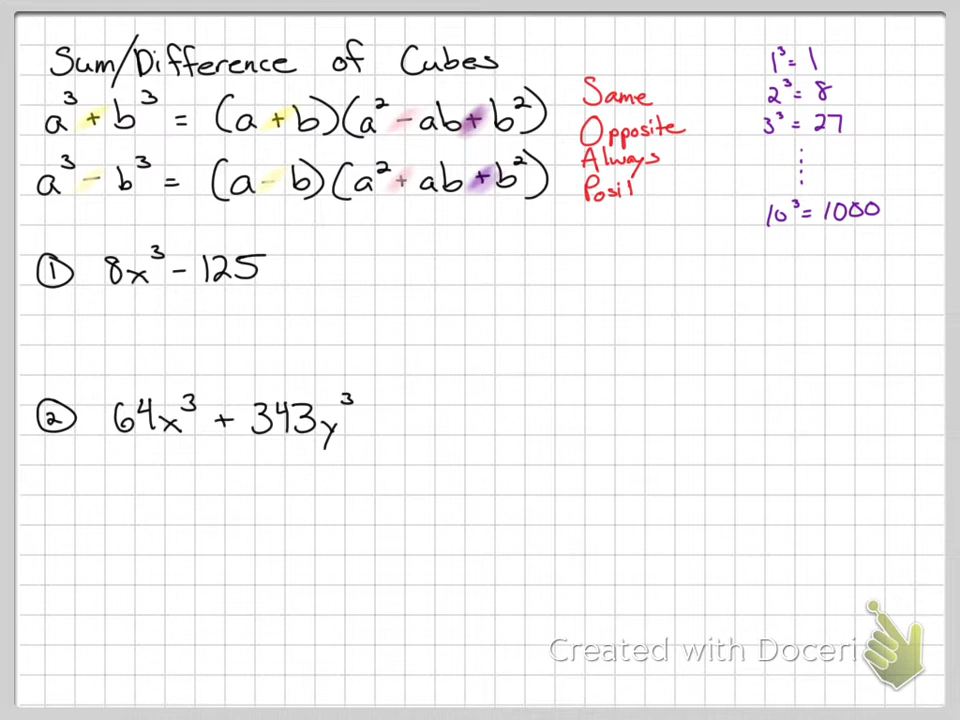 Sum/Difference of Cubes
a³ + b³ = (a + b)(a² - ab + b²)
a³ - b³ = (a - b)(a² + ab + b²)
Same
Opposite
Always
Posi
1³ = 1
2³ = 8
3³ = 27
⋮
10³ = 1000
① 8x³ - 125
② 64x³ + 343y³
Created with Doceri